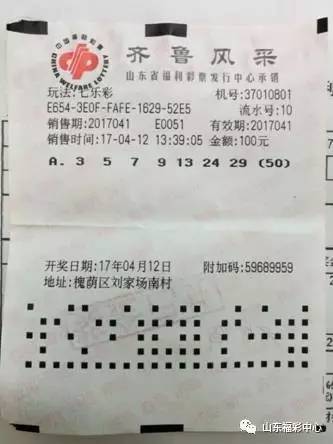 中国福利彩票
CHINA WELFARE LOTTERY
齐鲁风采
山东省福利彩票发行中心承销
玩法:七乐彩 机号:37010801
E654-3E0F-FAFE-1629-52E5 流水号:10
销售期:2017041 E0051 有效期:2017041
销售时间:17-04-12 13:39:05 金额:100元
A. 3 5 7 9 13 24 29 (50)
开奖日期:17年04月12日 附加码:59689959
地址:槐荫区刘家场南村
山东福彩中心